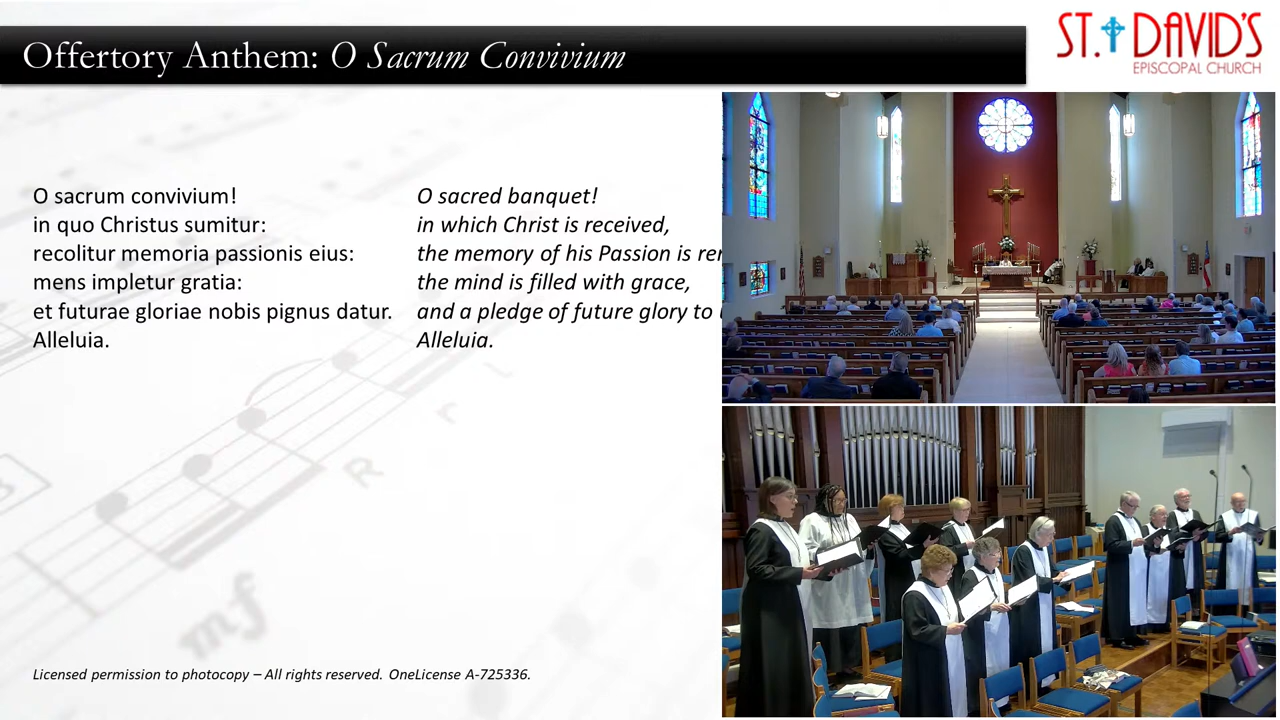 Offertory Anthem: O Sacrum Convivium
ST. DAVID'S
EPISCOPAL CHURCH
O sacrum convivium!
in quo Christus sumitur:
recolitur memoria passionis eius:
mens impletur gratia:
et futurae gloriae nobis pignus datur.
Alleluia.
O sacred banquet!
in which Christ is received,
the memory of his Passion is
the mind is filled with grace,
and a pledge of future glory to
Alleluia.
R
mf
Licensed permission to photocopy – All rights reserved. OneLicense A-725336.